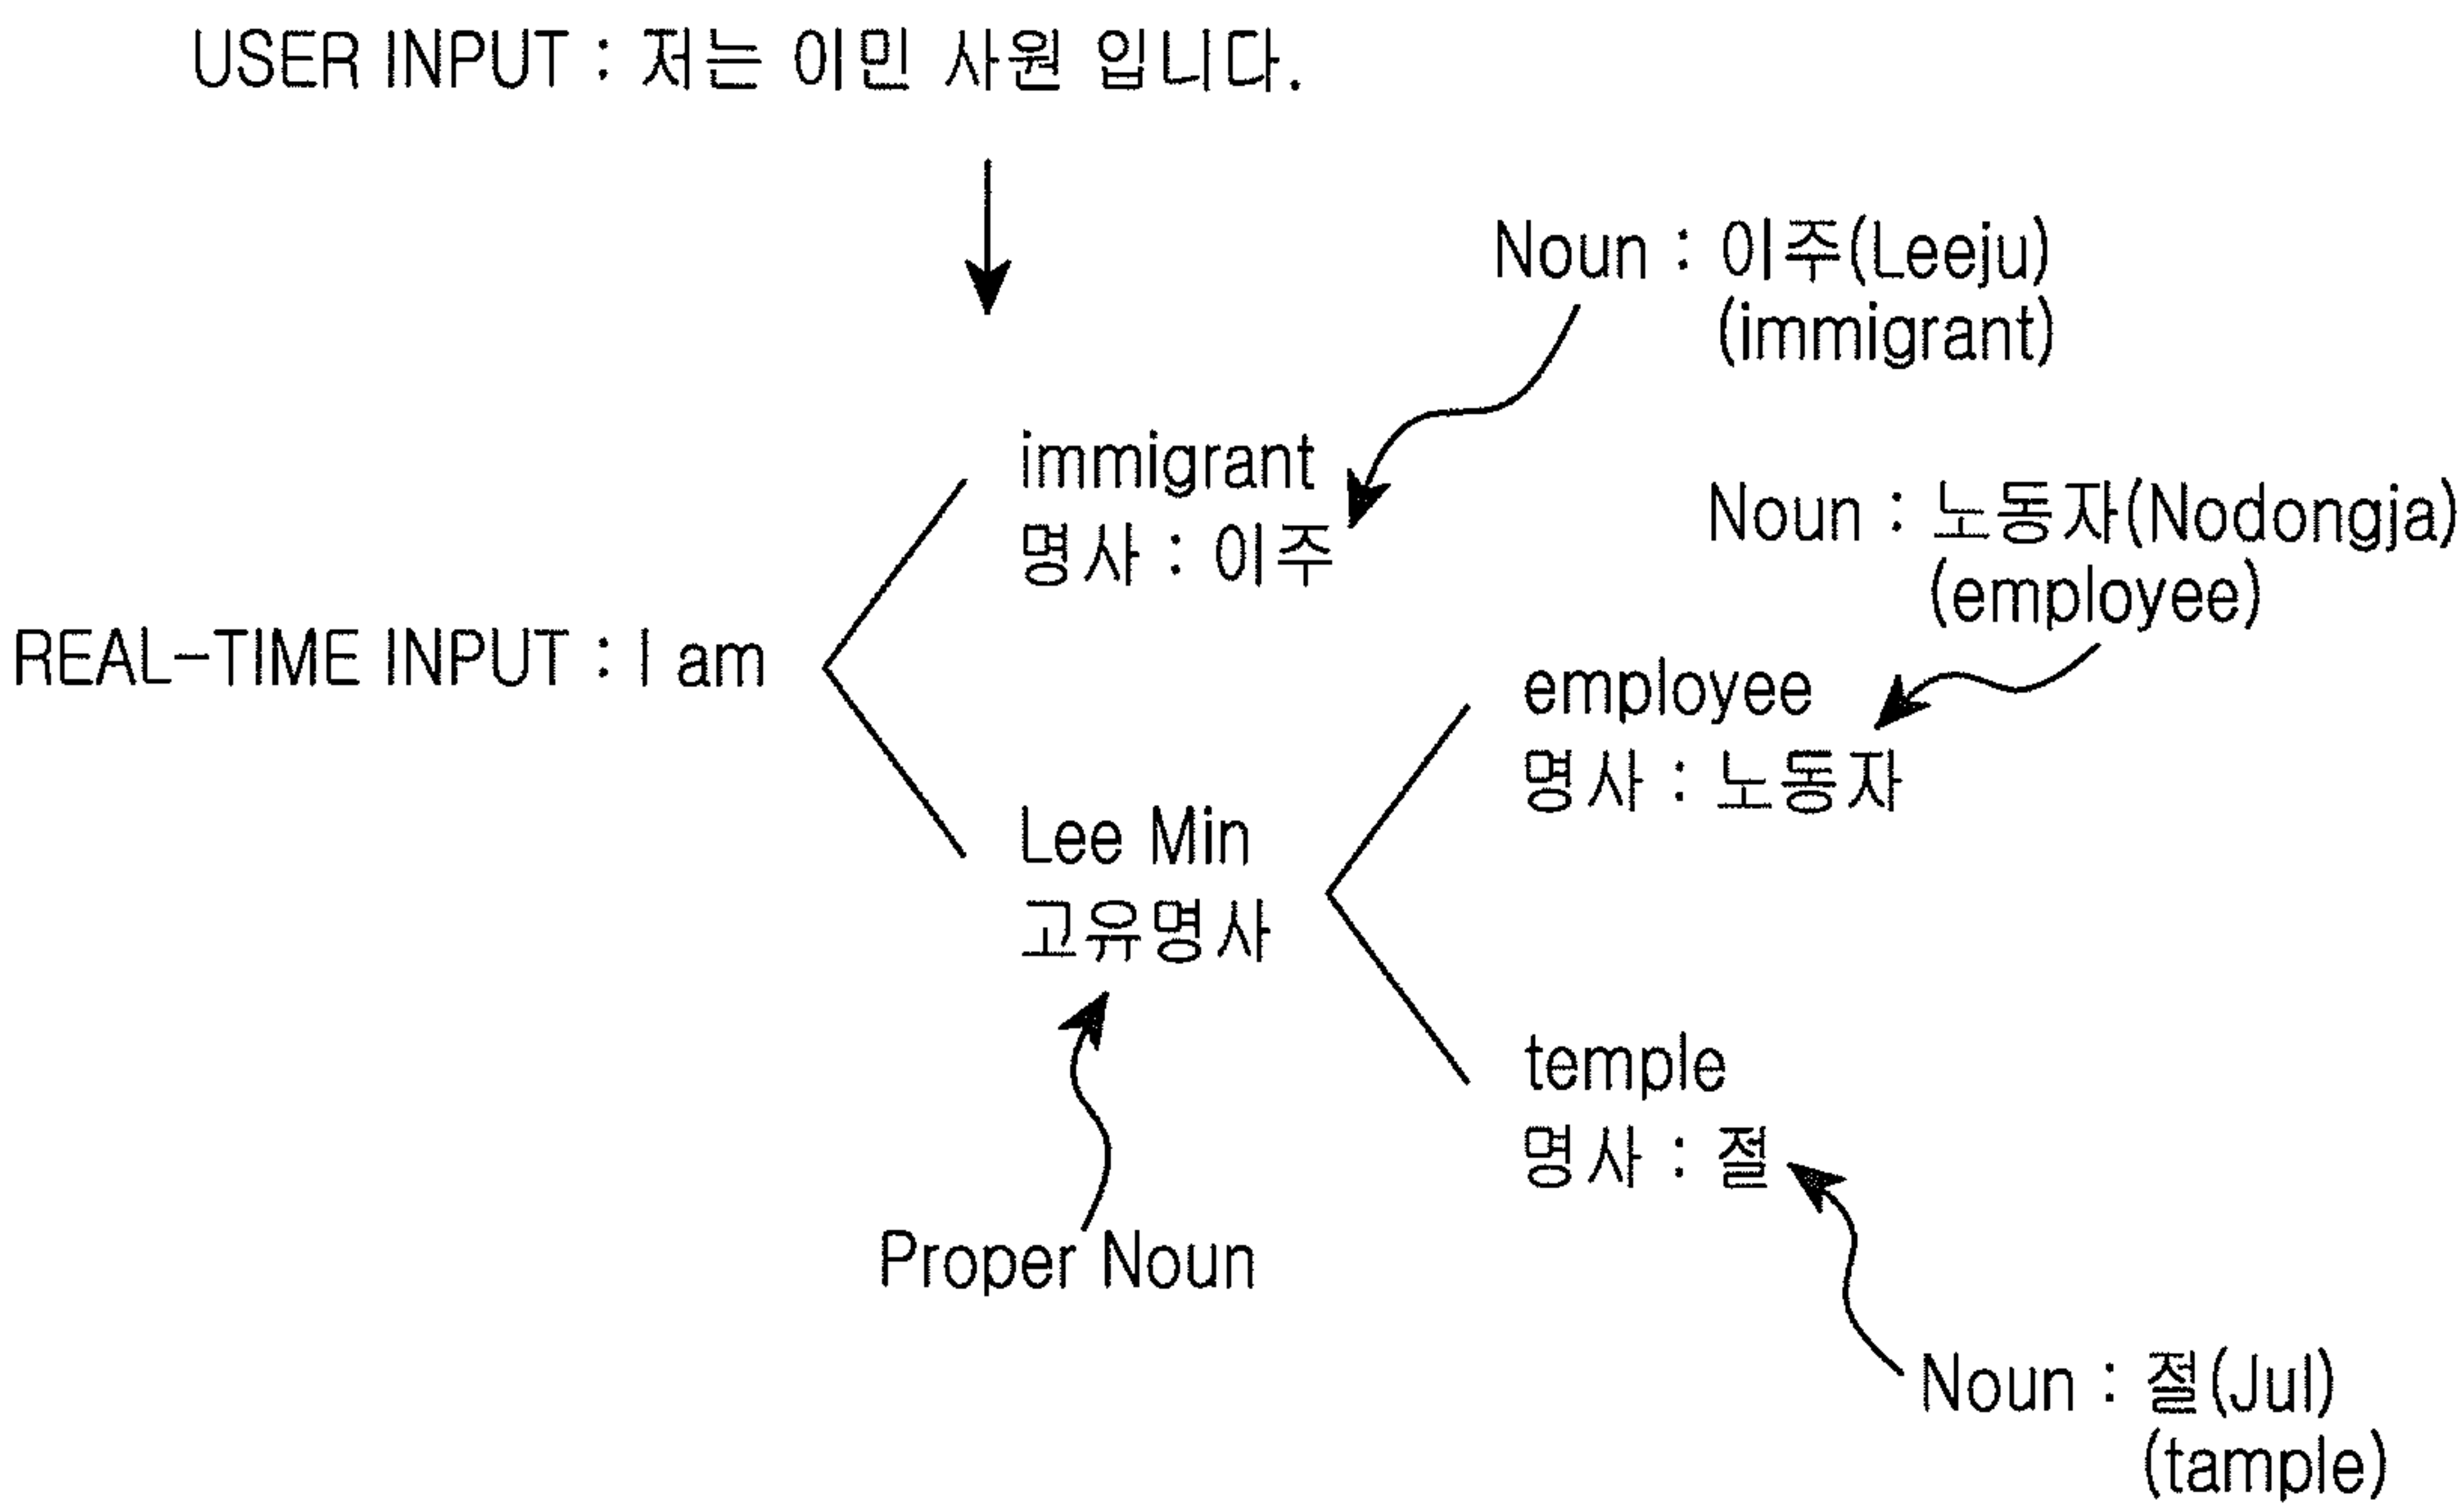 USER INPUT : 저는 이민 사원 입니다.
Noun : 이주(Leeju)
(immigrant)
immigrant
명사 : 이주
Noun : 노동자(Nodongja)
(employee)
REAL-TIME INPUT : I am
employee
명사 : 노동자
Lee Min
고유명사
temple
명사 : 절
Proper Noun
Noun : 절(Jul)
(tample)